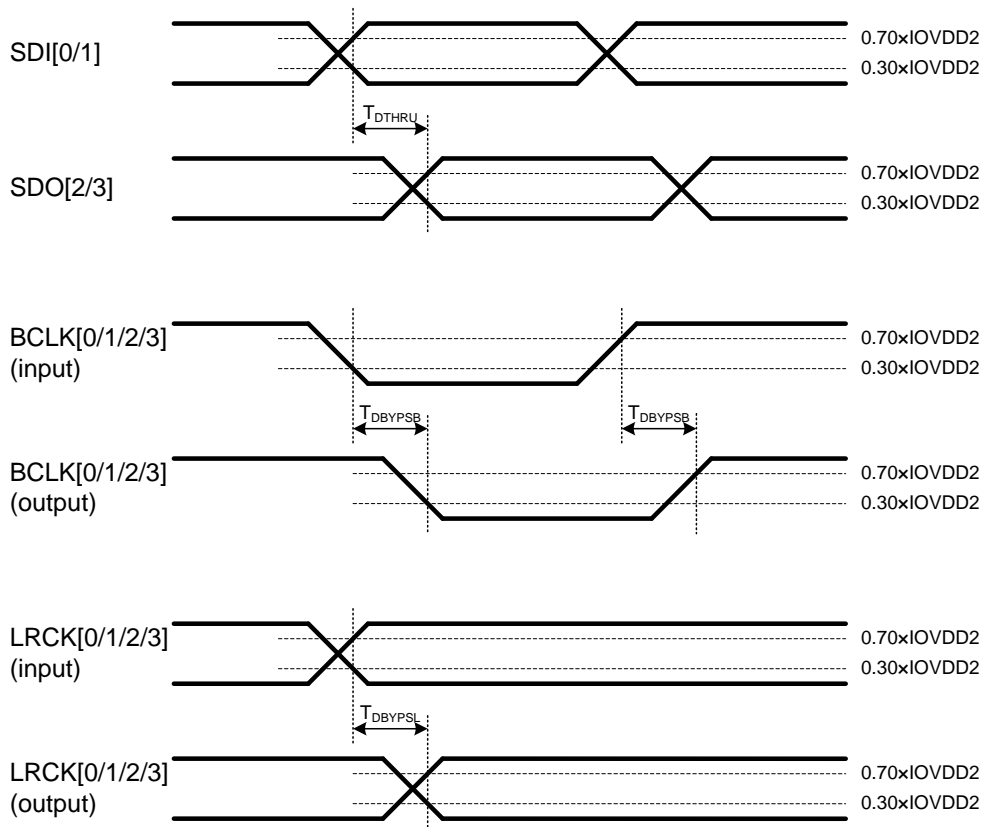 SDI[0/1]
0.70×IOVDD2
0.30×IOVDD2
TDTHRU
SDO[2/3]
0.70×IOVDD2
0.30×IOVDD2
BCLK[0/1/2/3]
(input)
0.70×IOVDD2
0.30×IOVDD2
TDBYPSB
TDBYPSB
BCLK[0/1/2/3]
(output)
0.70×IOVDD2
0.30×IOVDD2
LRCK[0/1/2/3]
(input)
0.70×IOVDD2
0.30×IOVDD2
TDBYPSL
LRCK[0/1/2/3]
(output)
0.70×IOVDD2
0.30×IOVDD2